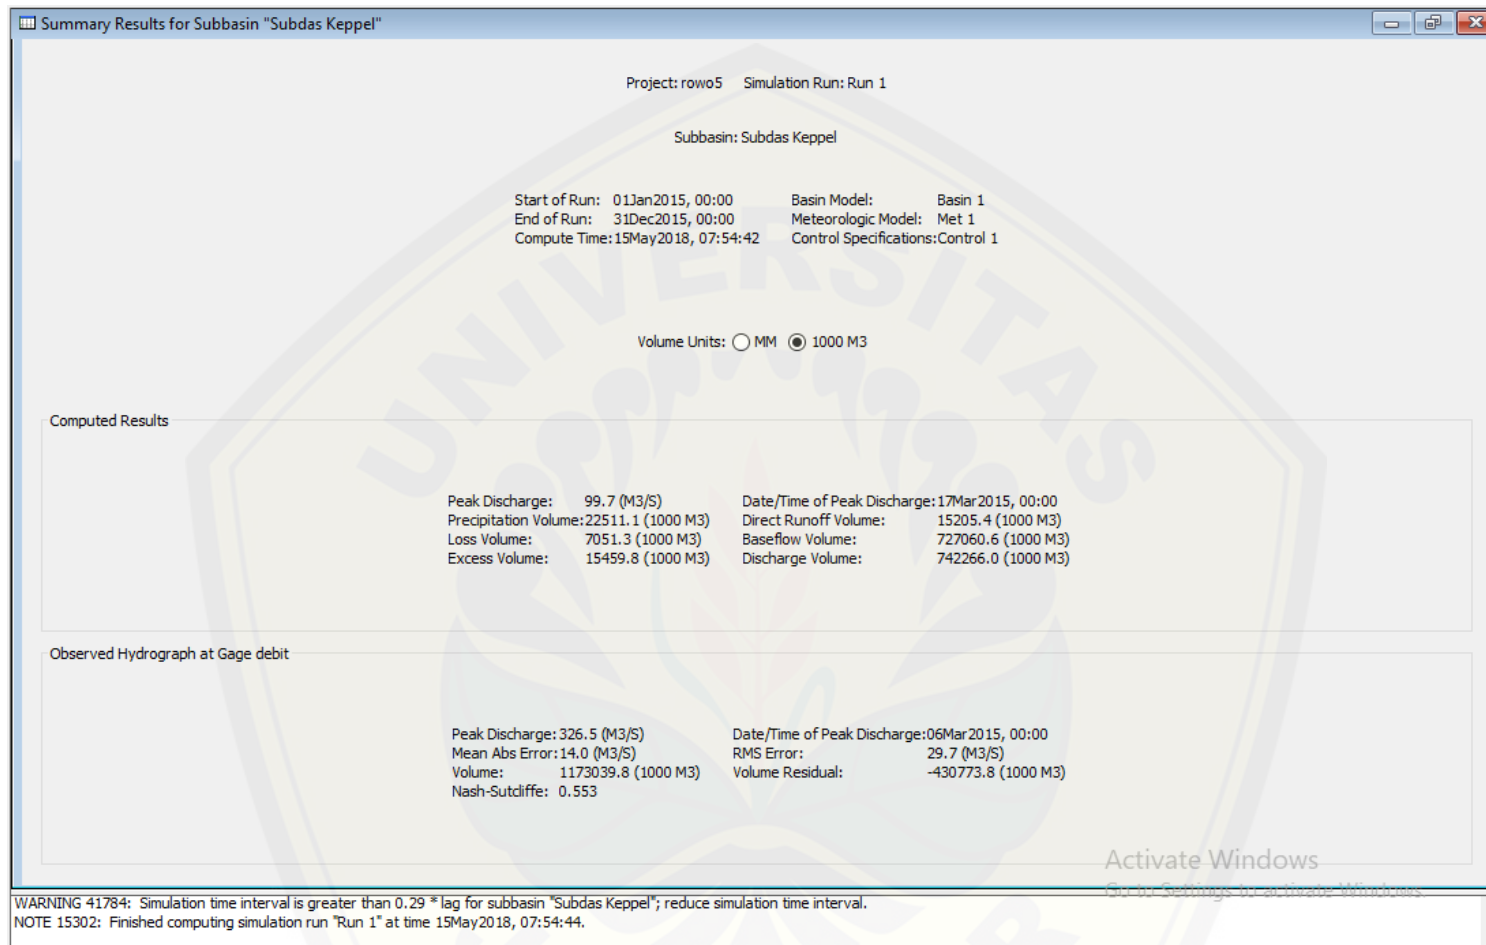 Summary Results for Subbasin "Subdas Keppel"
Project: rowo5 Simulation Run: Run 1
Subbasin: Subdas Keppel
Start of Run: 01Jan2015, 00:00 Basin Model: Basin 1
End of Run: 31Dec2015, 00:00 Meteorologic Model: Met 1
Compute Time:15May2018, 07:54:42 Control Specifications:Control 1
Volume Units: MM 1000 M3
Computed Results
Peak Discharge: 99.7 (M3/S) Date/Time of Peak Discharge:17Mar2015, 00:00
Precipitation Volume:22511.1 (1000 M3) Direct Runoff Volume: 15205.4 (1000 M3)
Loss Volume: 7051.3 (1000 M3) Baseflow Volume: 727060.6 (1000 M3)
Excess Volume: 15459.8 (1000 M3) Discharge Volume: 742266.0 (1000 M3)
Observed Hydrograph at Gage debit
Peak Discharge:326.5 (M3/S) Date/Time of Peak Discharge:06Mar2015, 00:00
Mean Abs Error:14.0 (M3/S) RMS Error: 29.7 (M3/S)
Volume: 1173039.8 (1000 M3) Volume Residual: -430773.8 (1000 M3)
Nash-Sutcliffe: 0.553
Activate Windows
Go to Settings to activate Windows.
WARNING 41784: Simulation time interval is greater than 0.29 * lag for subbasin "Subdas Keppel"; reduce simulation time interval.
NOTE 15302: Finished computing simulation run "Run 1" at time 15May2018, 07:54:44.
UNIVERSITAS